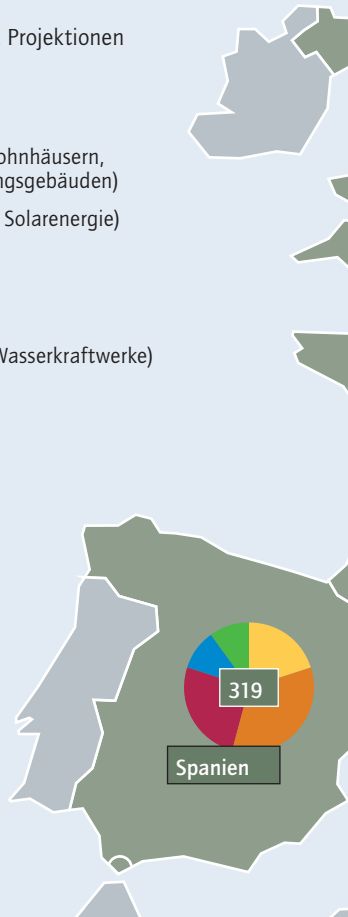 Projektionen
ohnhäusern,
ngsgebäuden)
Solarenergie)
Wasserkraftwerke)
319
Spanien